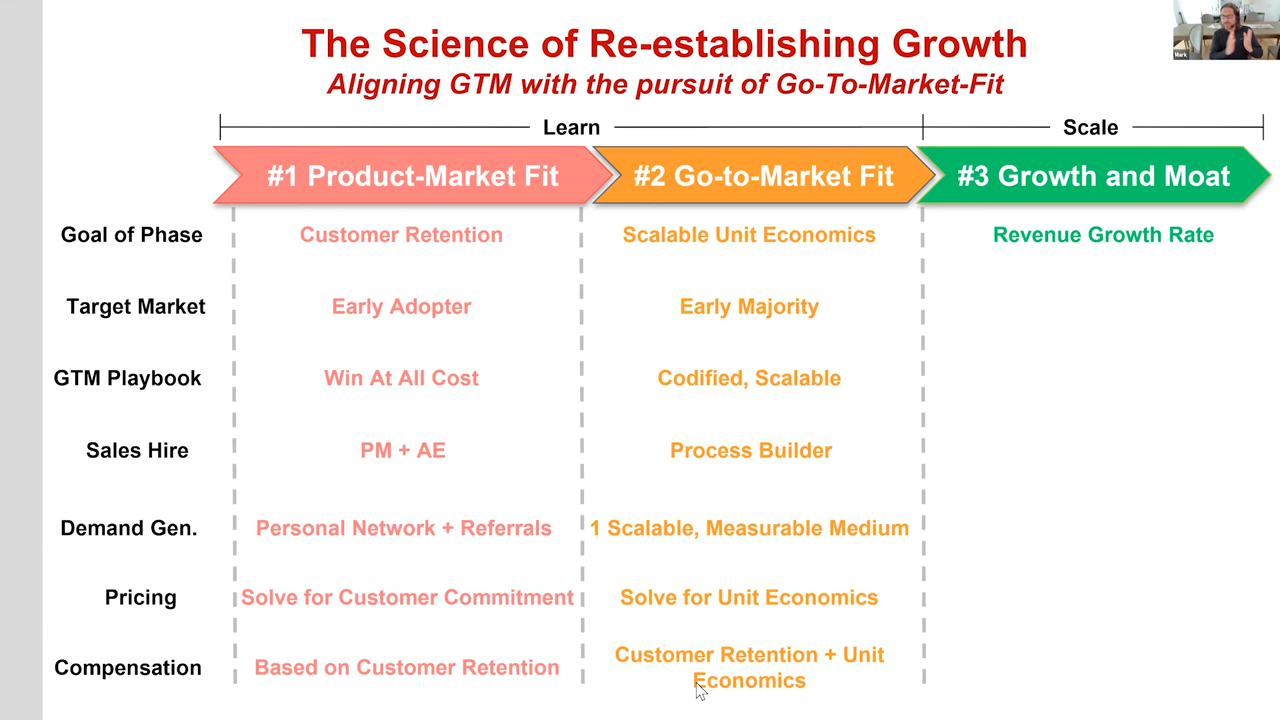 The Science of Re-establishing Growth
Aligning GTM with the pursuit of Go-To-Market-Fit
Mark
Learn
Scale
#1 Product-Market Fit
#2 Go-to-Market Fit
#3 Growth and Moat
Goal of Phase
Customer Retention
Scalable Unit Economics
Revenue Growth Rate
Target Market
Early Adopter
Early Majority
GTM Playbook
Win At All Cost
Codified, Scalable
Sales Hire
PM + AE
Process Builder
Demand Gen.
Personal Network + Referrals
1 Scalable, Measurable Medium
Pricing
Solve for Customer Commitment
Solve for Unit Economics
Compensation
Based on Customer Retention
Customer Retention + Unit
Economics